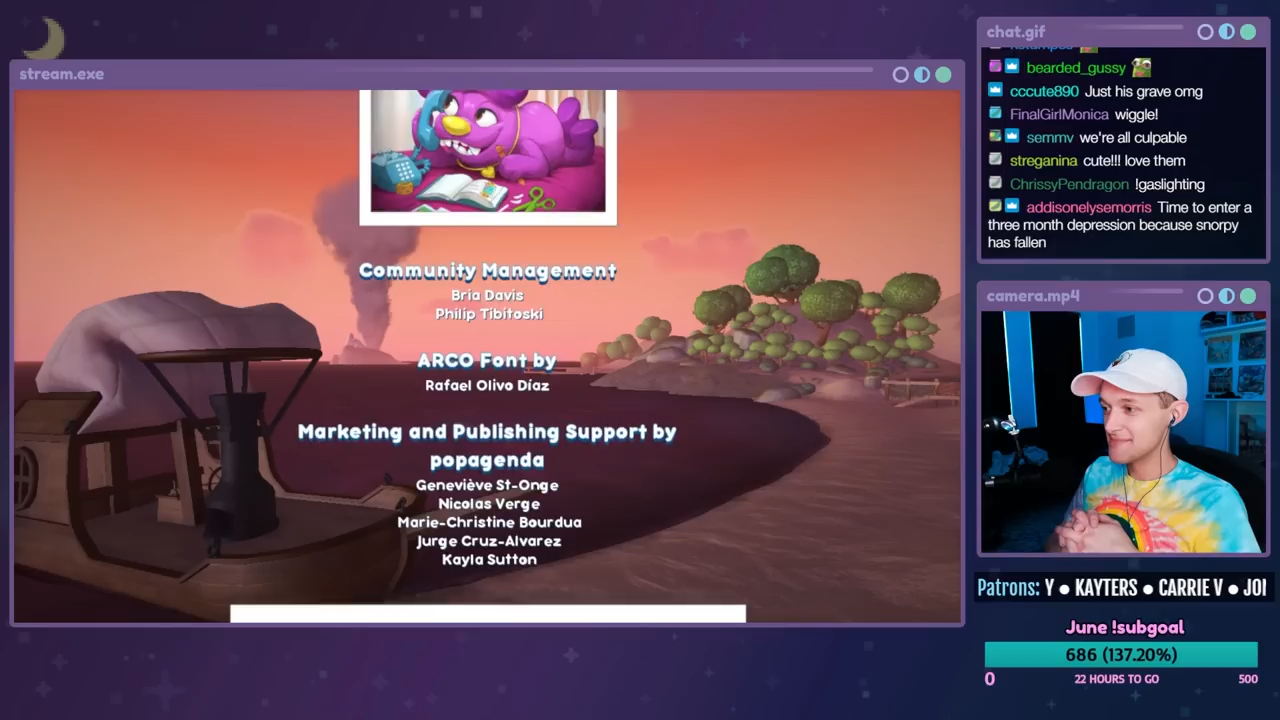 stream.exe
Community Management
Bria Davis
Philip Tibitoski
ARCO Font by
Rafael Olivo Díaz
Marketing and Publishing Support by
popagenda
Geneviève St-Onge
Nicolas Verge
Marie-Christine Bourdua
Jurge Cruz-Alvarez
Kayla Sutton
chat.gif
bearded_gussy
cccute890 Just his grave omg
FinalGirlMonica wiggle!
semmv we're all culpable
streganina cute!!! love them
ChrissyPendragon !gaslighting
addisonelysemorris Time to enter a
three month depression because snorpy
has fallen
camera.mp4
Patrons: Y ● KAYTERS ● CARRIE V ● JOI
June !subgoal
686 (137.20%)
0 22 HOURS TO GO 500